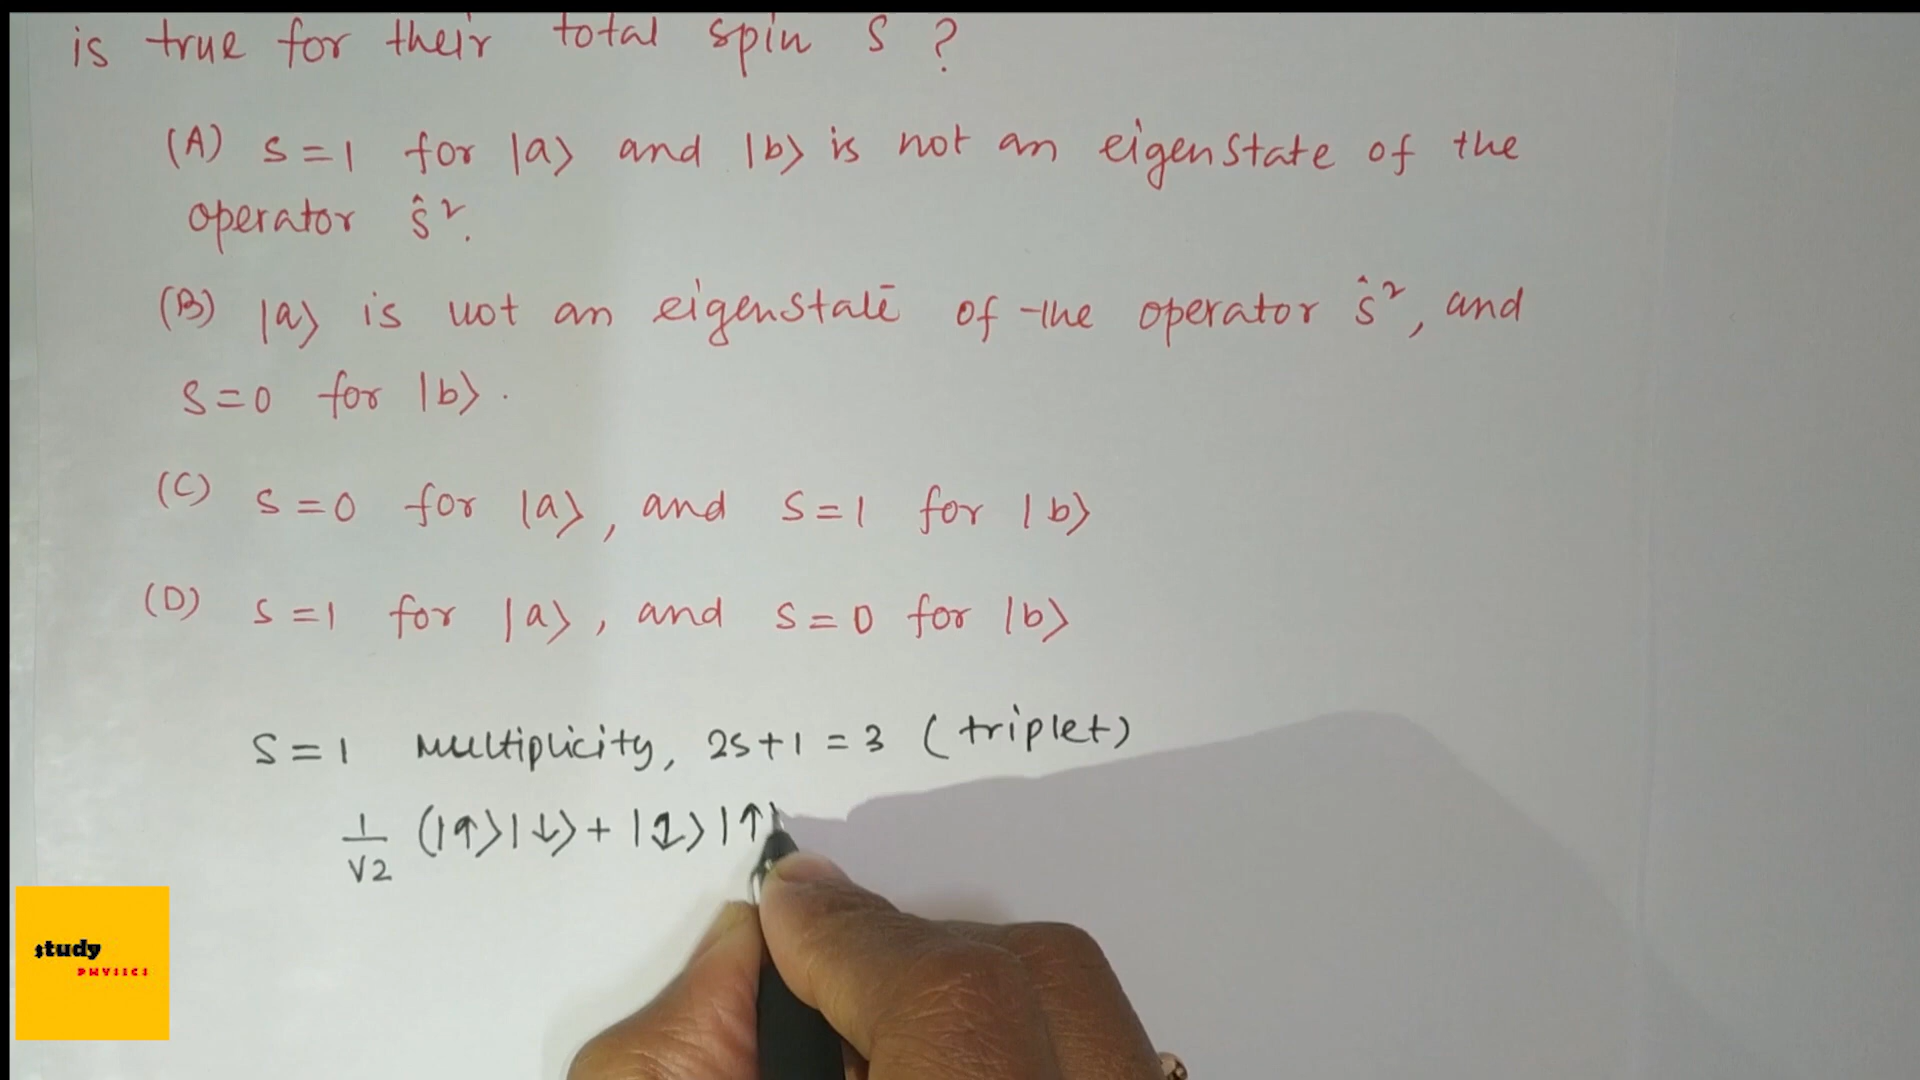 is true for their total spin S ?
(A) S = 1 for |a⟩ and |b⟩ is not an eigenstate of the
operator ŝ².
(B) |a⟩ is not an eigenstate of the operator ŝ², and
S = 0 for |b⟩.
(C) S = 0 for |a⟩, and S = 1 for |b⟩
(D) S = 1 for |a⟩, and S = 0 for |b⟩
S = 1 multiplicity, 2S+1 = 3 (triplet)
1/√2 (|↑⟩|↓⟩ + |↓⟩|↑⟩
study
PHYSICS